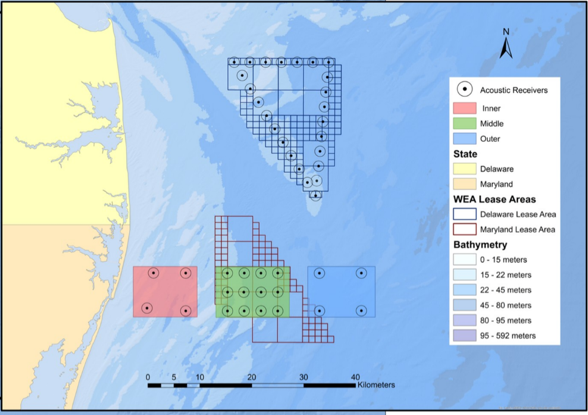 N
Acoustic Receivers
Inner
Middle
Outer
State
Delaware
Maryland
WEA Lease Areas
Delaware Lease Area
Maryland Lease Area
Bathymetry
0 - 15 meters
15 - 22 meters
22 - 45 meters
45 - 80 meters
80 - 95 meters
95 - 592 meters
0 5 10 20 30 40
Kilometers